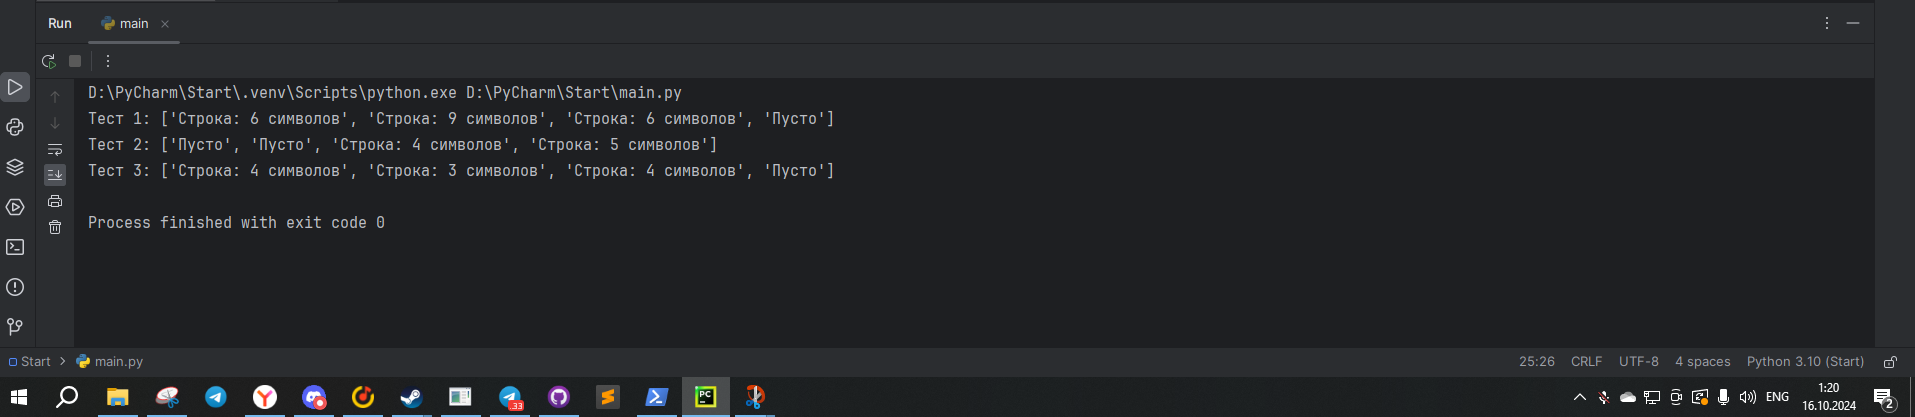 Run main
D:\PyCharm\Start\.venv\Scripts\python.exe D:\PyCharm\Start\main.py
Тест 1: ['Строка: 6 символов', 'Строка: 9 символов', 'Строка: 6 символов', 'Пусто']
Тест 2: ['Пусто', 'Пусто', 'Строка: 4 символов', 'Строка: 5 символов']
Тест 3: ['Строка: 4 символов', 'Строка: 3 символов', 'Строка: 4 символов', 'Пусто']
Process finished with exit code 0
Start > main.py 25:26 CRLF UTF-8 4 spaces Python 3.10 (Start)
Y .33 S PC ENG 1:20
16.10.2024 2